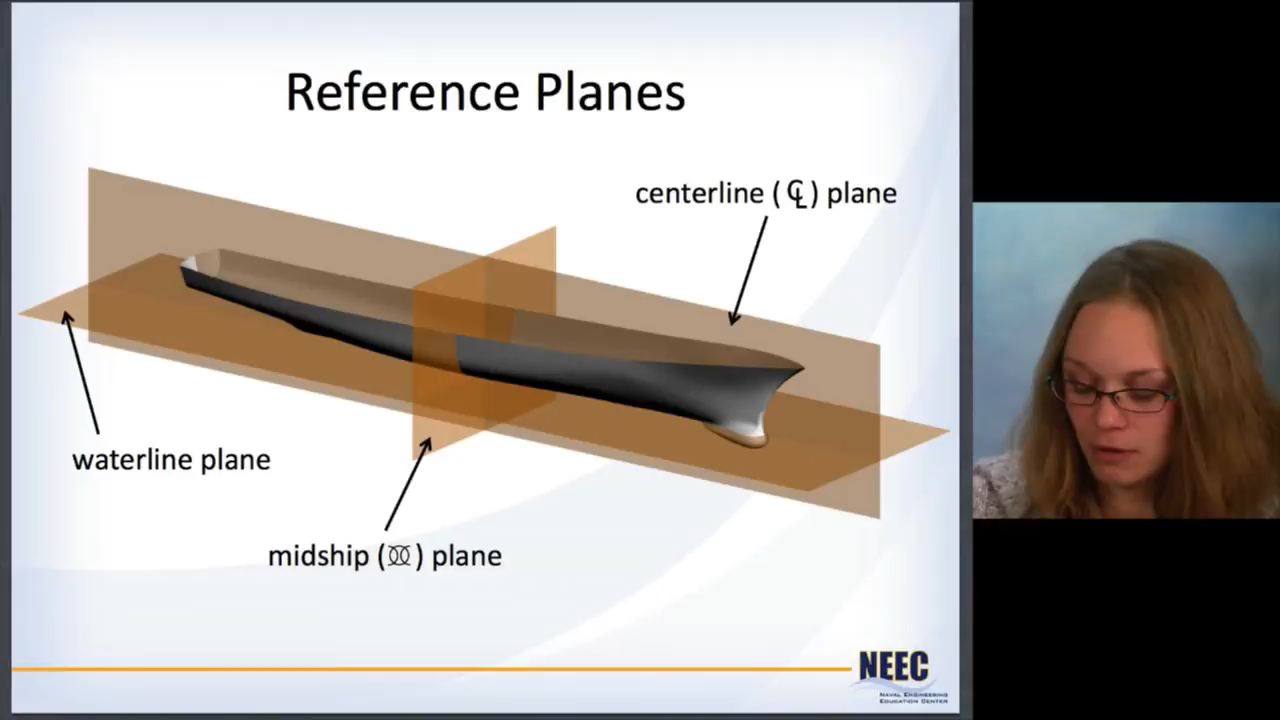 Reference Planes
centerline (℄) plane
waterline plane
midship ( ) plane
NEEC
Naval Engineering
Education Center